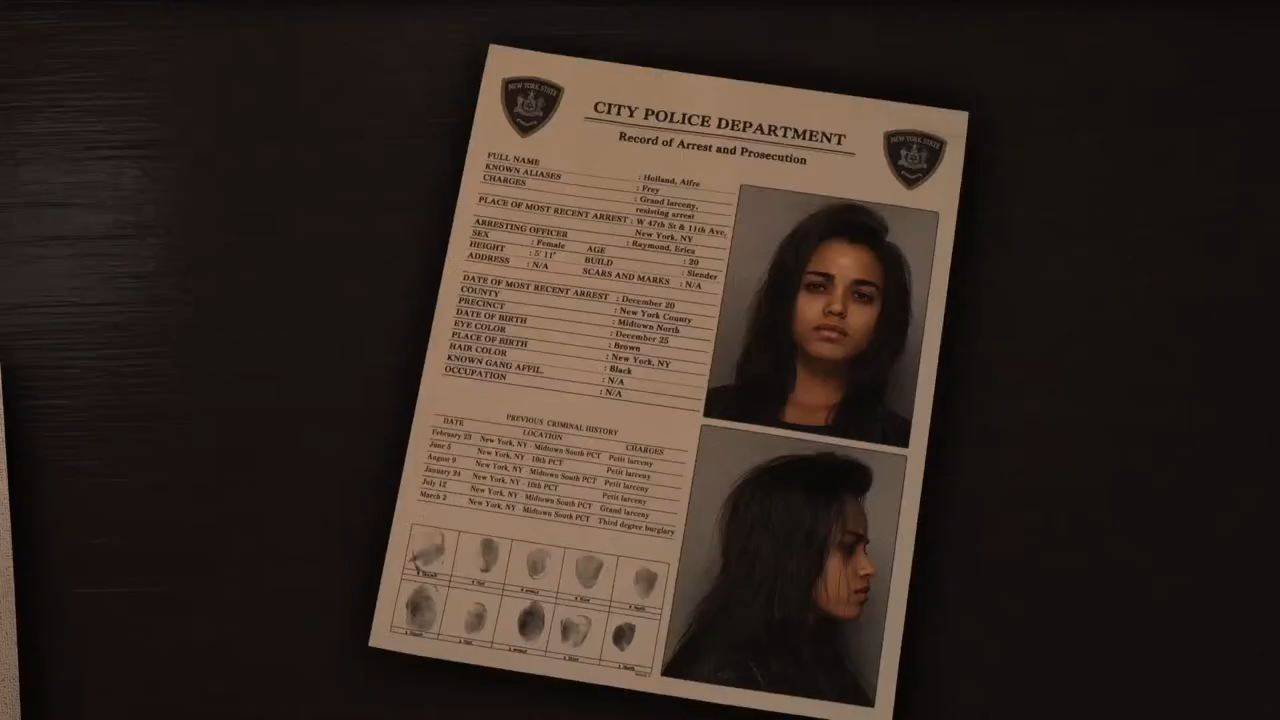 NEW YORK STATE
CITY POLICE DEPARTMENT
NEW YORK STATE
Record of Arrest and Prosecution
FULL NAME : Holland, Alfre
KNOWN ALIASES : Frey
CHARGES : Grand larceny,
resisting arrest
PLACE OF MOST RECENT ARREST : W 47th St & 11th Ave,
New York, NY
ARRESTING OFFICER : Raymond, Erica
SEX : Female AGE : 20
HEIGHT : 5' 11" BUILD : Slender
ADDRESS : N/A SCARS AND MARKS : N/A
DATE OF MOST RECENT ARREST : December 20
COUNTY : New York County
PRECINCT : Midtown North
DATE OF BIRTH : December 25
EYE COLOR : Brown
PLACE OF BIRTH : New York, NY
HAIR COLOR : Black
KNOWN GANG AFFIL. : N/A
OCCUPATION : N/A
PREVIOUS CRIMINAL HISTORY
DATE LOCATION CHARGES
February 23 New York, NY - Midtown South PCT Petit larceny
June 5 New York, NY - 10th PCT Petit larceny
August 9 New York, NY - Midtown South PCT Petit larceny
January 24 New York, NY - 10th PCT Petit larceny
July 12 New York, NY - Midtown South PCT Grand larceny
March 2 New York, NY - Midtown South PCT Third degree burglary